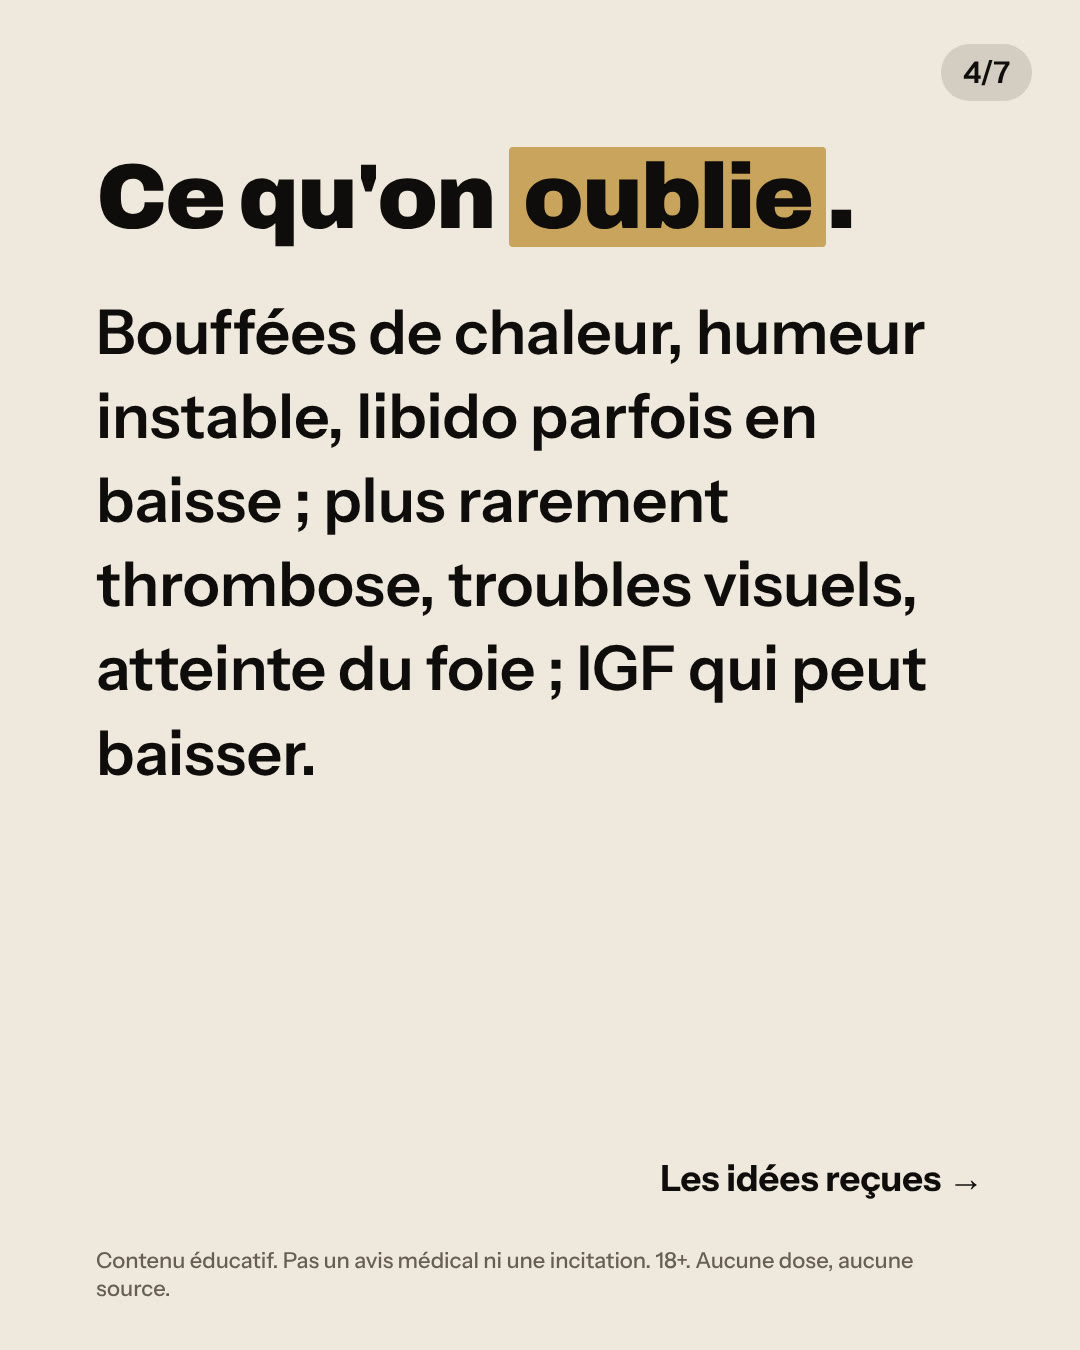 4/7
Ce qu'on oublie.
Bouffées de chaleur, humeur
instable, libido parfois en
baisse ; plus rarement
thrombose, troubles visuels,
atteinte du foie ; IGF qui peut
baisser.
Les idées reçues →
Contenu éducatif. Pas un avis médical ni une incitation. 18+. Aucune dose, aucune
source.